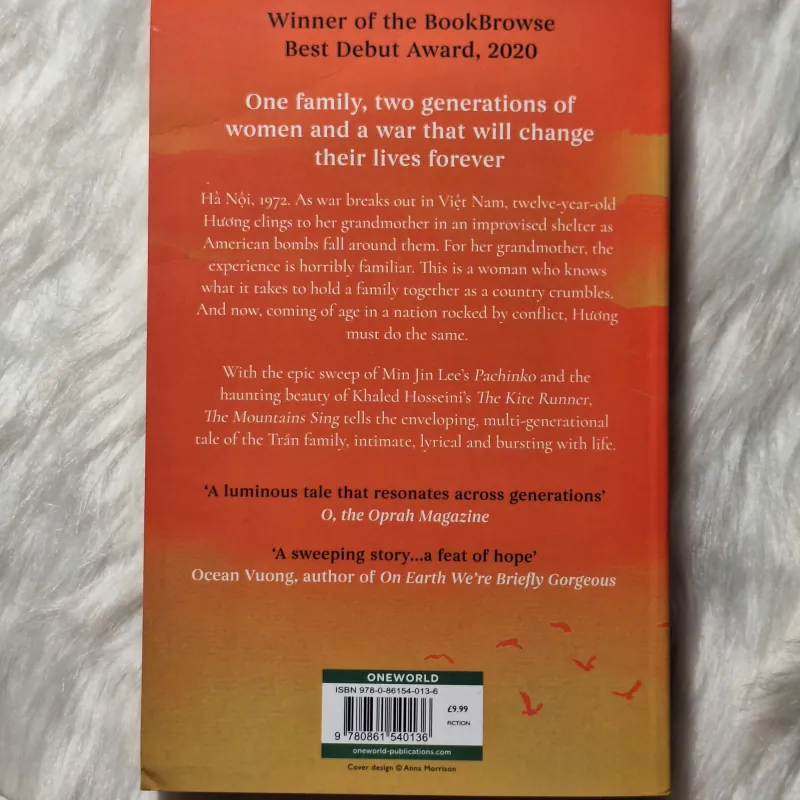 Winner of the BookBrowse
Best Debut Award, 2020
One family, two generations of
women and a war that will change
their lives forever
Hà Nội, 1972. As war breaks out in Việt Nam, twelve-year-old
Hương clings to her grandmother in an improvised shelter as
American bombs fall around them. For her grandmother, the
experience is horribly familiar. This is a woman who knows
what it takes to hold a family together as a country crumbles.
And now, coming of age in a nation rocked by conflict, Hương
must do the same.
With the epic sweep of Min Jin Lee's Pachinko and the
haunting beauty of Khaled Hosseini's The Kite Runner,
The Mountains Sing tells the enveloping, multi-generational
tale of the Trần family, intimate, lyrical and bursting with life.
'A luminous tale that resonates across generations'
O, the Oprah Magazine
'A sweeping story...a feat of hope'
Ocean Vuong, author of On Earth We're Briefly Gorgeous
ONEWORLD
ISBN 978-0-86154-013-6
£9.99
FICTION
9 780861 540136
oneworld-publications.com
Cover design © Anna Morrison